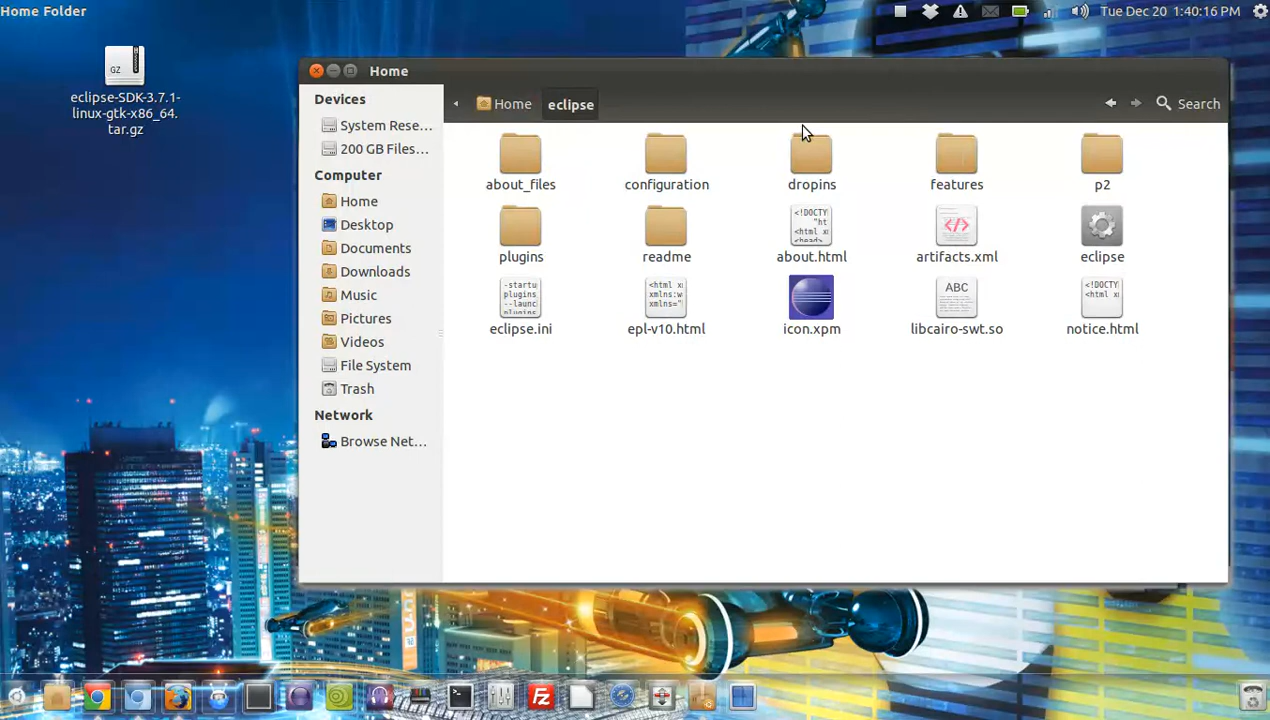 Home Folder
Tue Dec 20 1:40:16 PM
GZ
eclipse-SDK-3.7.1-
linux-gtk-x86_64.
tar.gz
Home
Devices
System Rese...
200 GB Files...
Computer
Home
Desktop
Documents
Downloads
Music
Pictures
Videos
File System
Trash
Network
Browse Net...
Home
eclipse
Search
about_files
configuration
dropins
features
p2
plugins
readme
about.html
artifacts.xml
eclipse
ABC
eclipse.ini
epl-v10.html
icon.xpm
libcairo-swt.so
notice.html